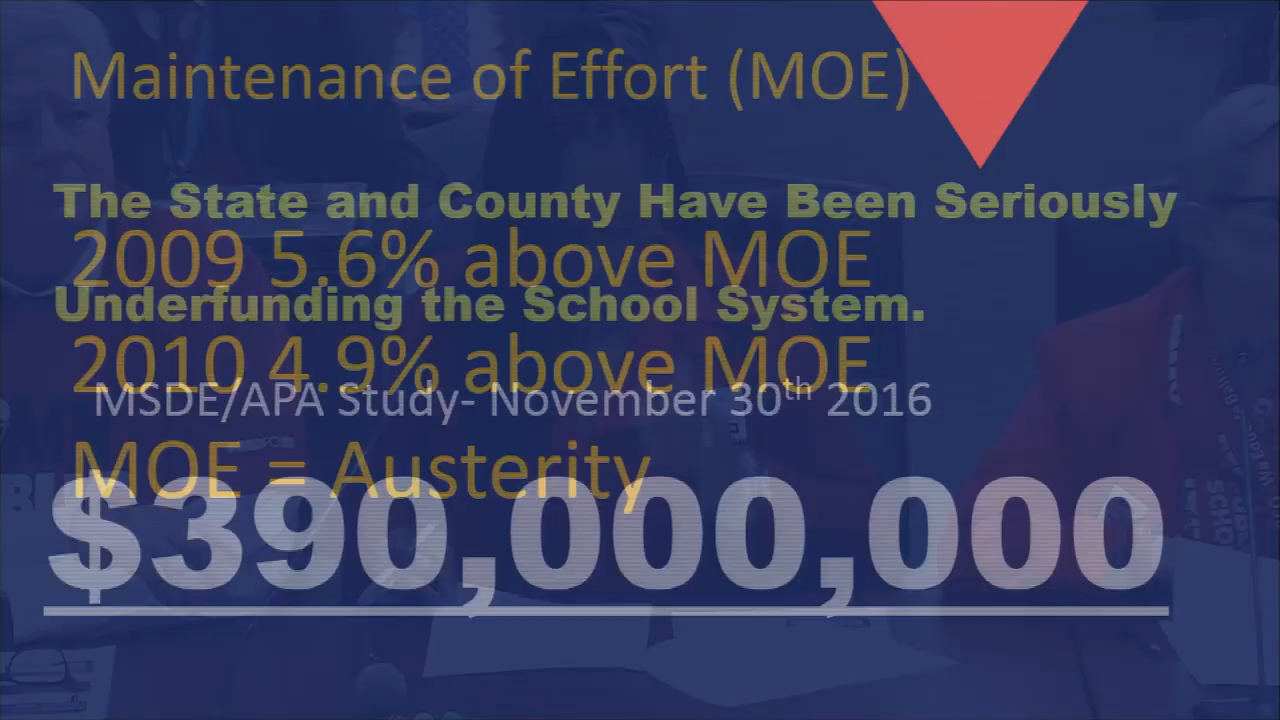 Maintenance of Effort (MOE)
The State and County Have Been Seriously
2009 5.6% above MOE
Underfunding the School System.
2010 4.9% above MOE
MSDE/APA Study- November 30th 2016
MOE = Austerity
$390,000,000